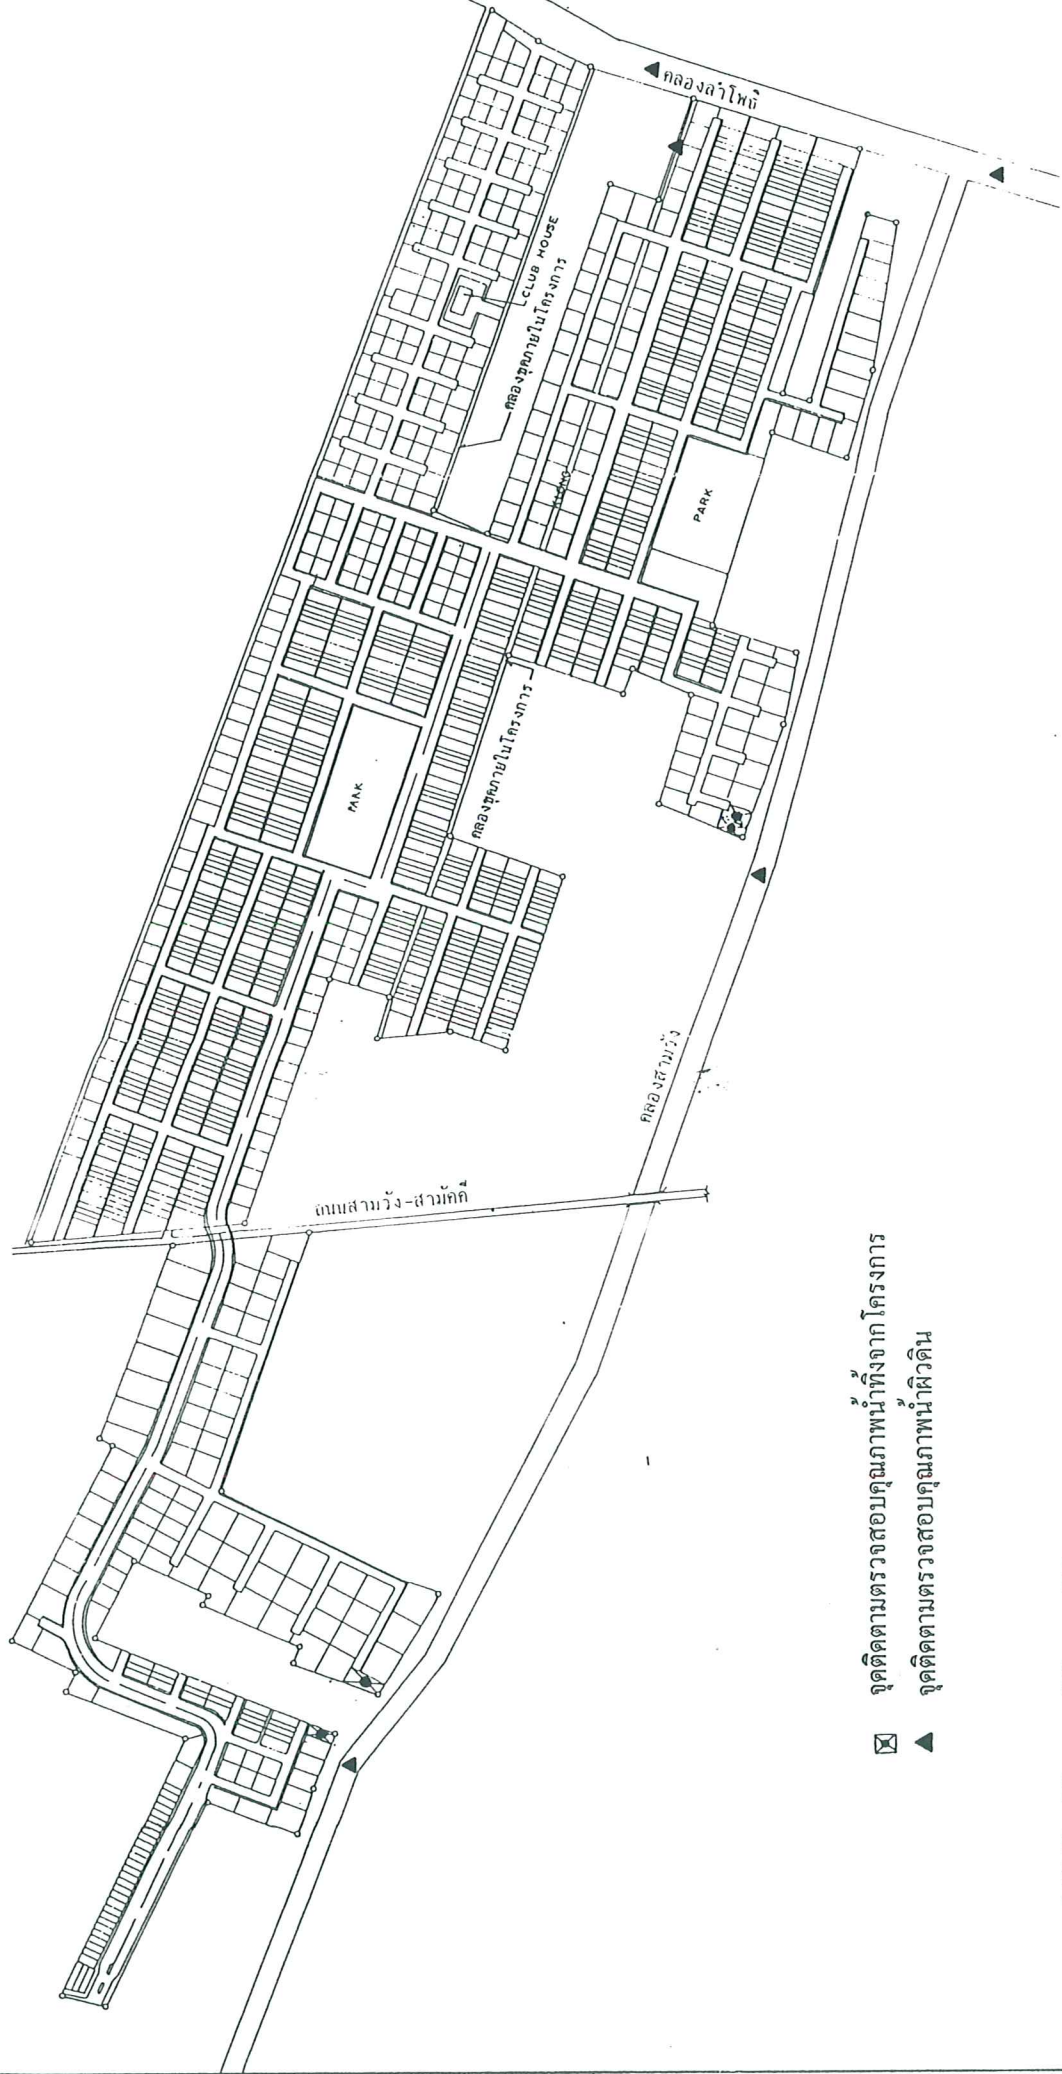 คลองลำโพธิ์
CLUB HOUSE
คลองขุดภายในโครงการ
KLONG
PARK
คลองขุดภายในโครงการ
PARK
คลองสามวัง
ถนนสามวัง-สามัคคี
จุดติดตามตรวจสอบคุณภาพน้ำทิ้งจากโครงการ
จุดติดตามตรวจสอบคุณภาพน้ำผิวดิน